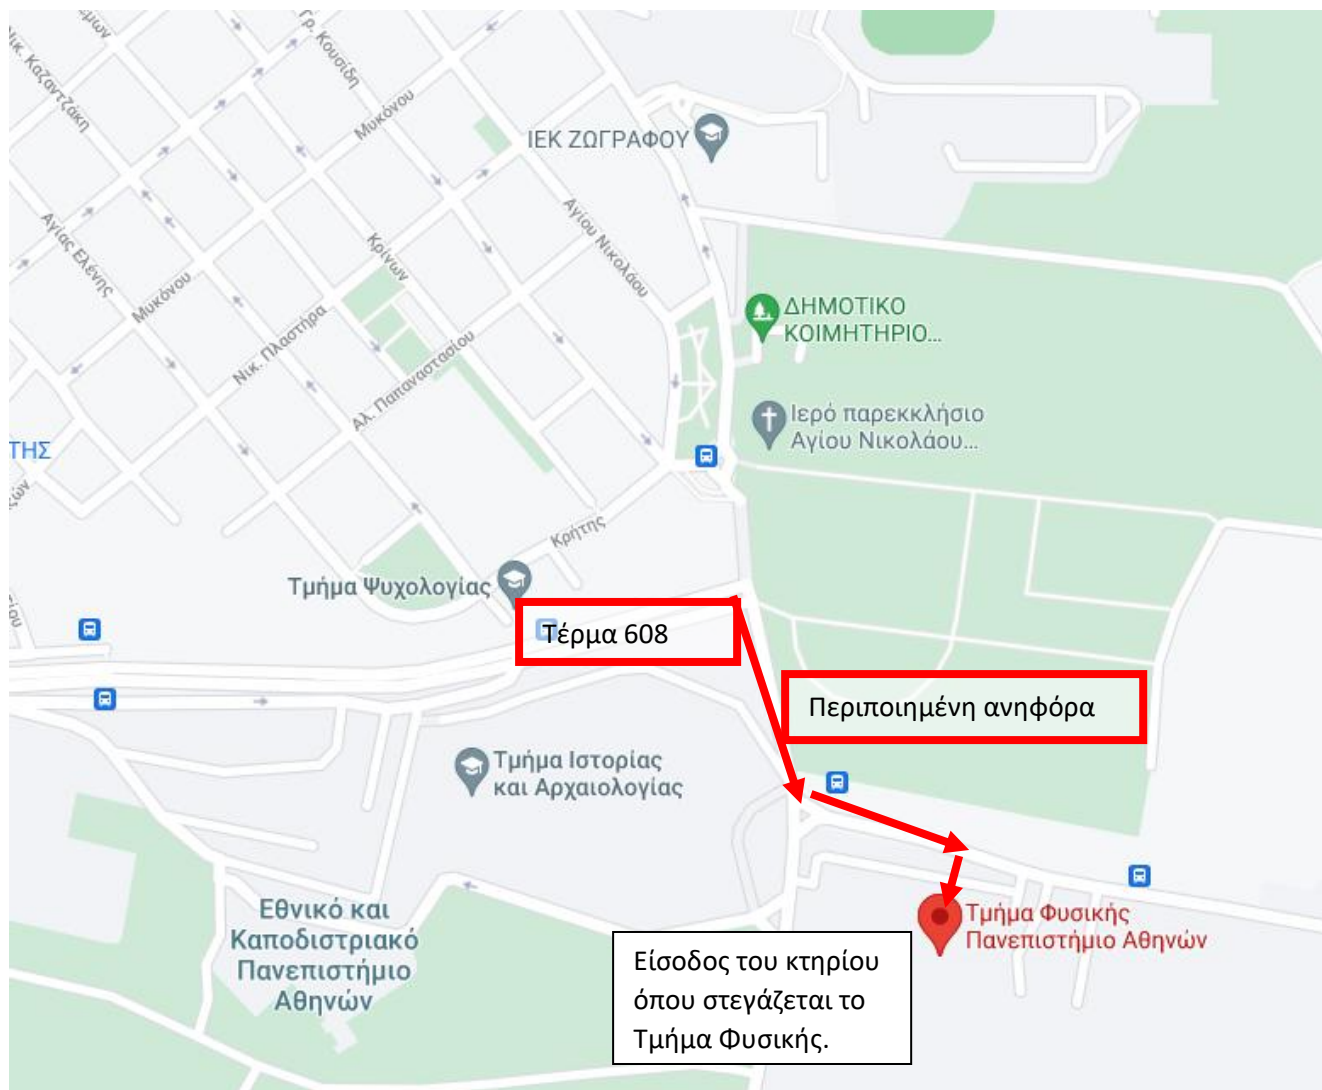 Νικ. Καζαντζάκη
Γρ. Κουσίδη
Μυκόνου
ΙΕΚ ΖΩΓΡΑΦΟΥ
Αγίου Νικολάου
Αγίας Ελένης
Μυκόνου
Κρίνων
Νικ. Πλαστήρα
Αλ. Παπαναστασίου
ΔΗΜΟΤΙΚΟ
ΚΟΙΜΗΤΗΡΙΟ...
Ιερό παρεκκλήσιο
Αγίου Νικολάου...
ΤΗΣ
Κρήτης
Τμήμα Ψυχολογίας
Τέρμα 608
Περιποιημένη ανηφόρα
Τμήμα Ιστορίας
και Αρχαιολογίας
Εθνικό και
Καποδιστριακό
Πανεπιστήμιο
Αθηνών
Τμήμα Φυσικής
Πανεπιστήμιο Αθηνών
Είσοδος του κτηρίου
όπου στεγάζεται το
Τμήμα Φυσικής.